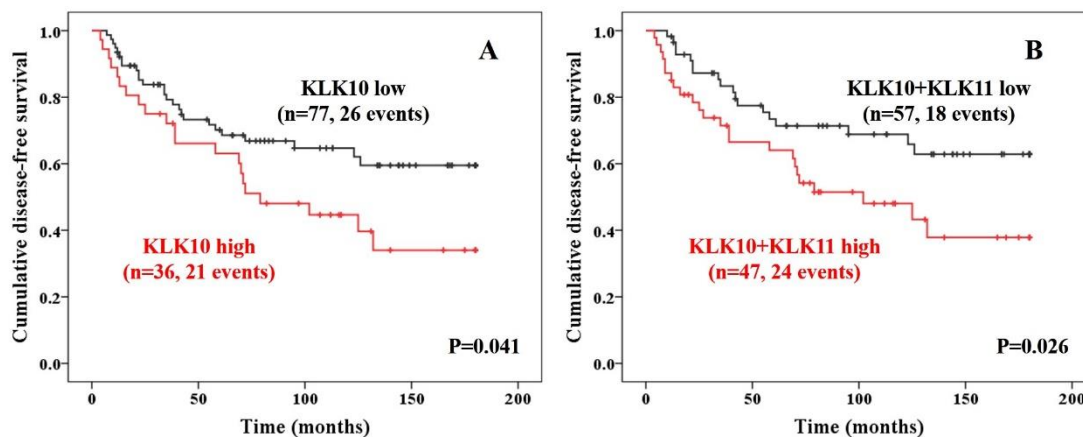 A
Cumulative disease-free survival
1.0
0.8
0.6
0.4
0.2
0.0
KLK10 low
(n=77, 26 events)
KLK10 high
(n=36, 21 events)
P=0.041
0
50
100
150
200
Time (months)
B
Cumulative disease-free survival
1.0
0.8
0.6
0.4
0.2
0.0
KLK10+KLK11 low
(n=57, 18 events)
KLK10+KLK11 high
(n=47, 24 events)
P=0.026
0
50
100
150
200
Time (months)